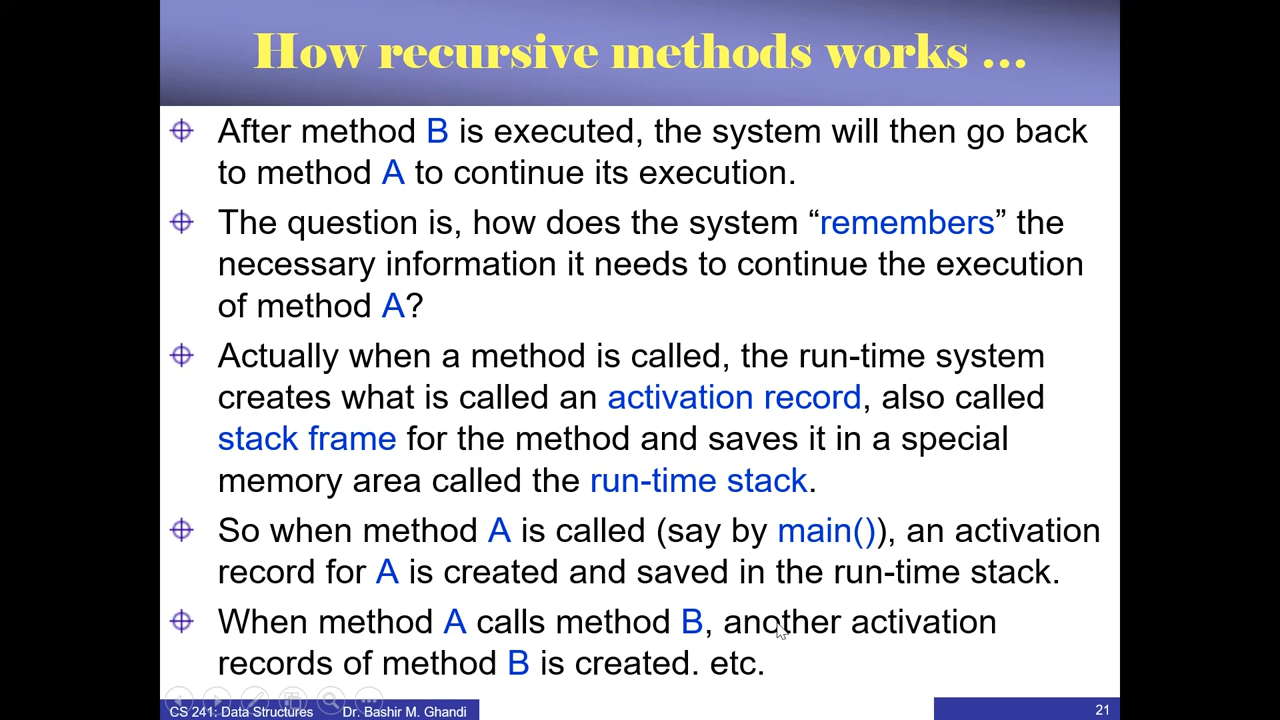 How recursive methods works ...
After method B is executed, the system will then go back
to method A to continue its execution.
The question is, how does the system “remembers” the
necessary information it needs to continue the execution
of method A?
Actually when a method is called, the run-time system
creates what is called an activation record, also called
stack frame for the method and saves it in a special
memory area called the run-time stack.
So when method A is called (say by main()), an activation
record for A is created and saved in the run-time stack.
When method A calls method B, another activation
records of method B is created. etc.
CS 241: Data Structures Dr. Bashir M. Ghandi 21